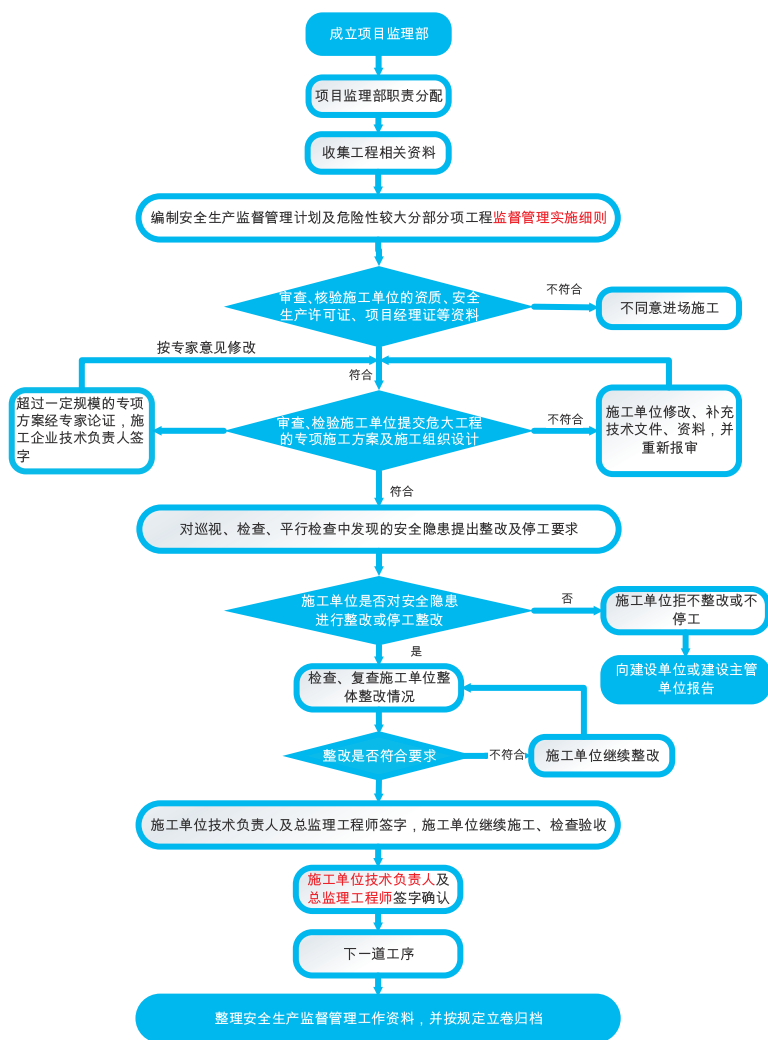 成立项目监理部
项目监理部职责分配
收集工程相关资料
编制安全生产监督管理计划及危险性较大分部分项工程监督管理实施细则
审查、核验施工单位的资质、安全
生产许可证、项目经理证等资料
不符合
不同意进场施工
按专家意见修改
符合
超过一定规模的专项
方案经专家论证，施
工企业技术负责人签
字
审查、检验施工单位提交危大工程
的专项施工方案及施工组织设计
不符合
施工单位修改、补充
技术文件、资料，并
重新报审
符合
对巡视、检查、平行检查中发现的安全隐患提出整改及停工要求
施工单位是否对安全隐患
进行整改或停工整改
否
施工单位拒不整改或不
停工
是
向建设单位或建设主管
单位报告
检查、复查施工单位整
体整改情况
整改是否符合要求
不符合
施工单位继续整改
施工单位技术负责人及总监理工程师签字，施工单位继续施工、检查验收
施工单位技术负责人及
总监理工程师签字确认
下一道工序
整理安全生产监督管理工作资料，并按规定立卷归档